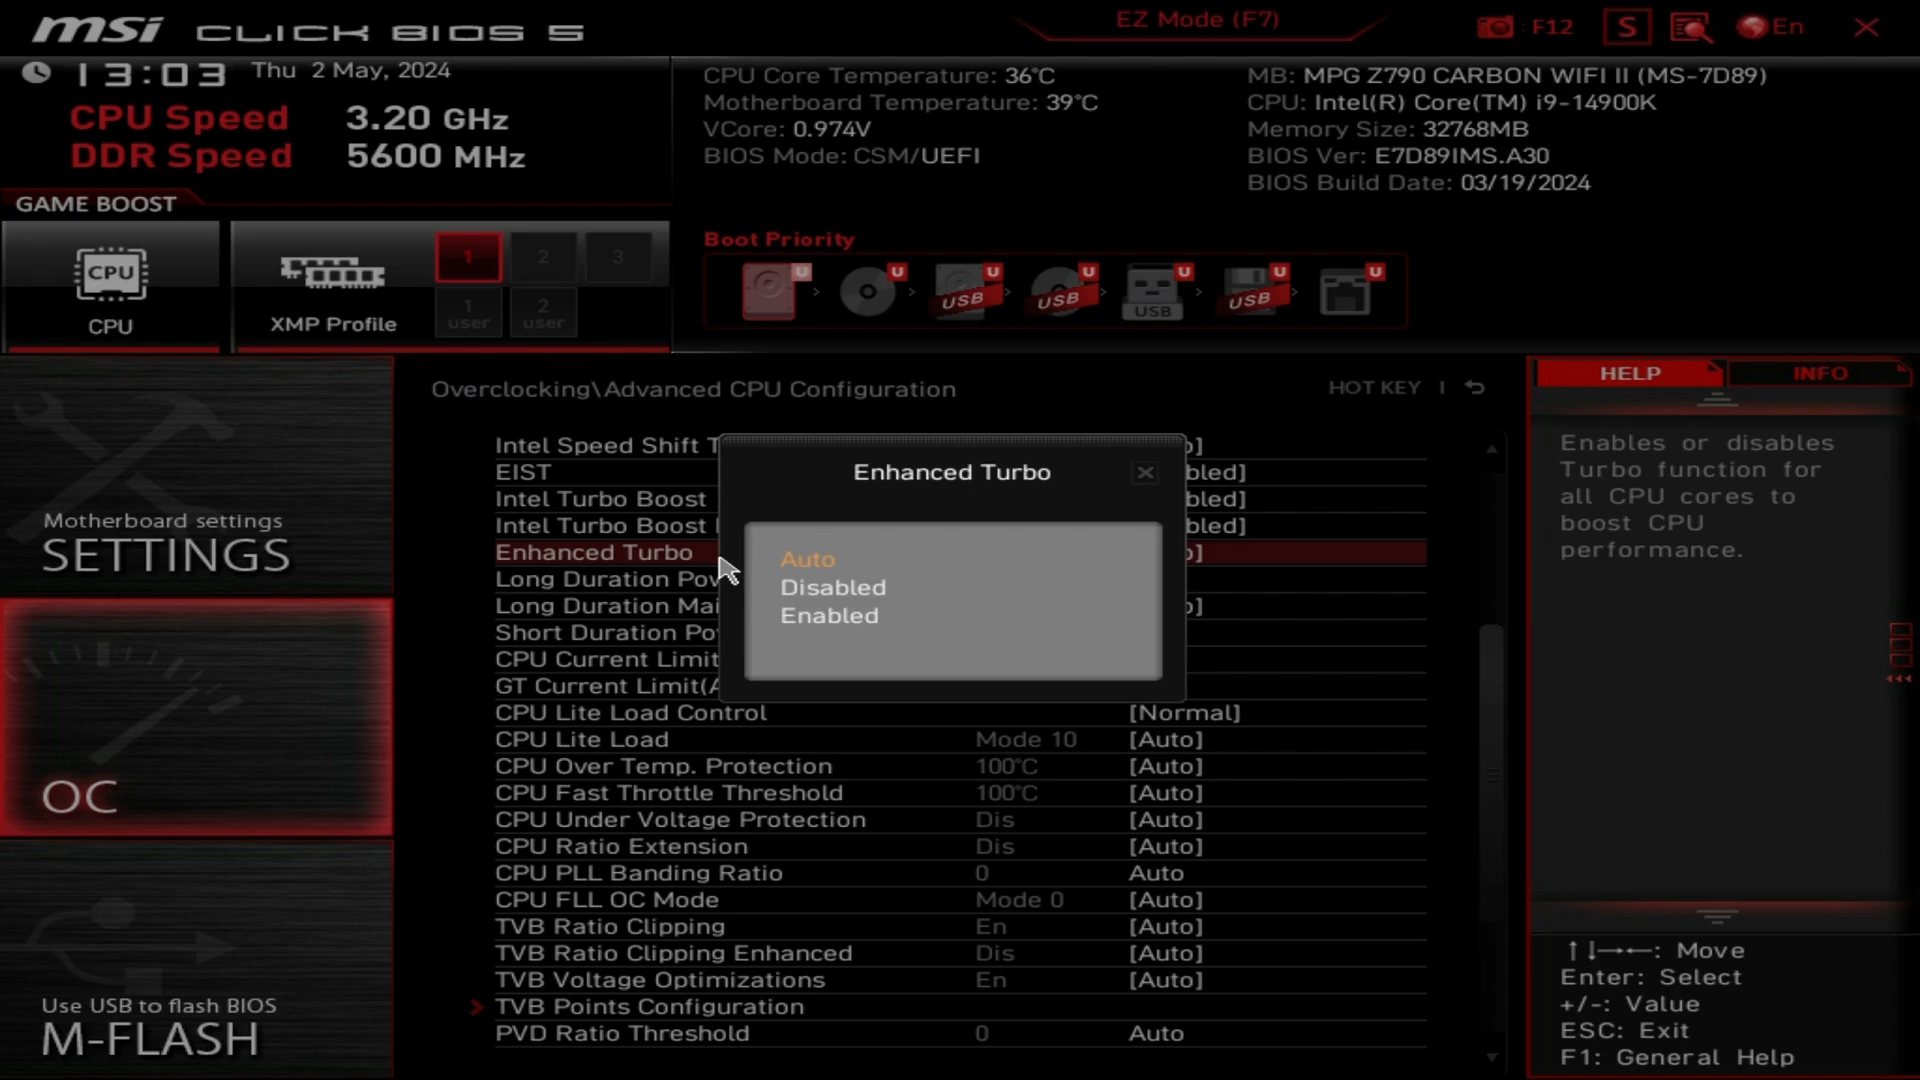 msi CLICK BIOS 5
EZ Mode (F7)
: F12
S
En
13:03 Thu 2 May, 2024
CPU Speed 3.20 GHz
DDR Speed 5600 MHz
CPU Core Temperature: 36°C
Motherboard Temperature: 39°C
VCore: 0.974V
BIOS Mode: CSM/UEFI
MB: MPG Z790 CARBON WIFI II (MS-7D89)
CPU: Intel(R) Core(TM) i9-14900K
Memory Size: 32768MB
BIOS Ver: E7D89IMS.A30
BIOS Build Date: 03/19/2024
GAME BOOST
CPU
CPU
XMP Profile
1 2 3
1 user
2 user
Boot Priority
U U U U U U U
USB USB USB USB
Motherboard settings
SETTINGS
OC
Use USB to flash BIOS
M-FLASH
Overclocking\Advanced CPU Configuration
HOT KEY |
Intel Speed Shift T o]
EIST bled]
Intel Turbo Boost bled]
Intel Turbo Boost bled]
Enhanced Turbo o]
Long Duration Pow
Long Duration Mai o]
Short Duration Po
CPU Current Limit
GT Current Limit(A
CPU Lite Load Control [Normal]
CPU Lite Load Mode 10 [Auto]
CPU Over Temp. Protection 100°C [Auto]
CPU Fast Throttle Threshold 100°C [Auto]
CPU Under Voltage Protection Dis [Auto]
CPU Ratio Extension Dis [Auto]
CPU PLL Banding Ratio 0 Auto
CPU FLL OC Mode Mode 0 [Auto]
TVB Ratio Clipping En [Auto]
TVB Ratio Clipping Enhanced Dis [Auto]
TVB Voltage Optimizations En [Auto]
> TVB Points Configuration
PVD Ratio Threshold 0 Auto
Enhanced Turbo
Auto
Disabled
Enabled
HELP
INFO
Enables or disables
Turbo function for
all CPU cores to
boost CPU
performance.
↑↓→←: Move
Enter: Select
+/-: Value
ESC: Exit
F1: General Help